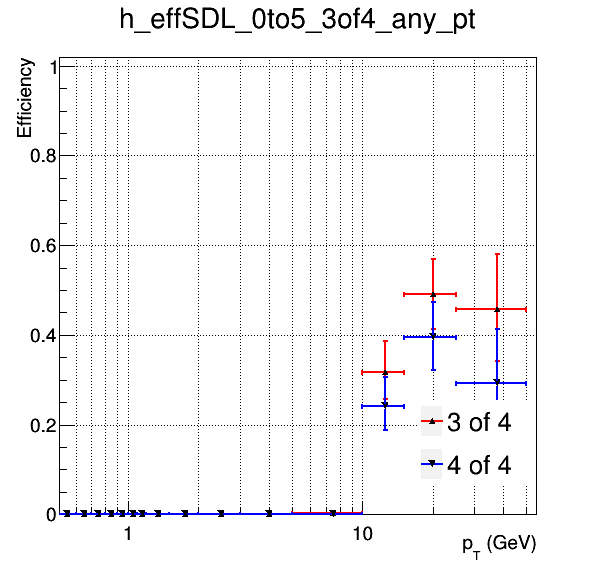 h_effSDL_0to5_3of4_any_pt
Efficiency
1
0.8
0.6
0.4
0.2
0
3 of 4
4 of 4
1
10
p_T (GeV)